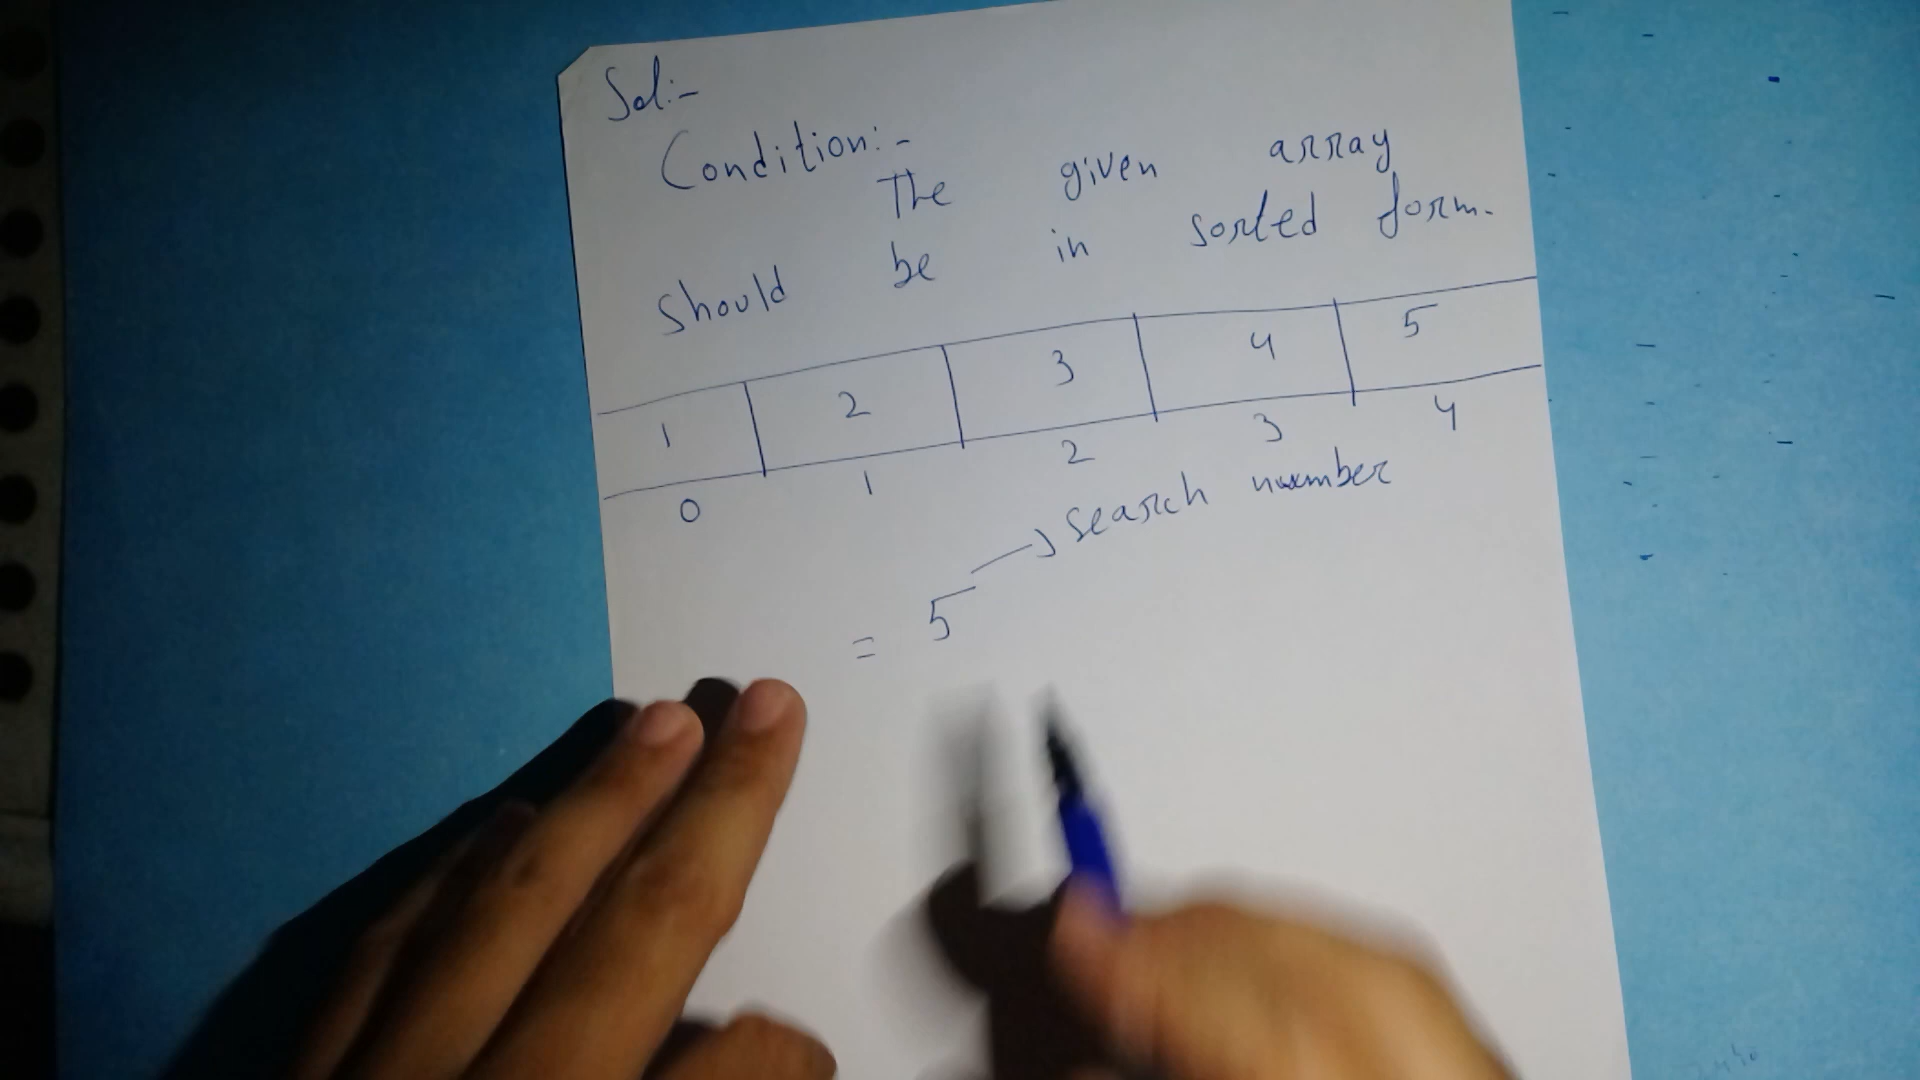 Sol:-
Condition:-
The given array
should be in sorted form.
1 2 3 4 5
0 1 2 3 4
search number
= 5